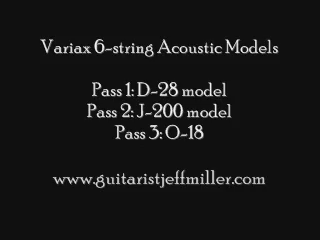 Variax 6-string Acoustic Models
Pass 1: D-28 model
Pass 2: J-200 model
Pass 3: O-18
www.guitaristjeffmiller.com